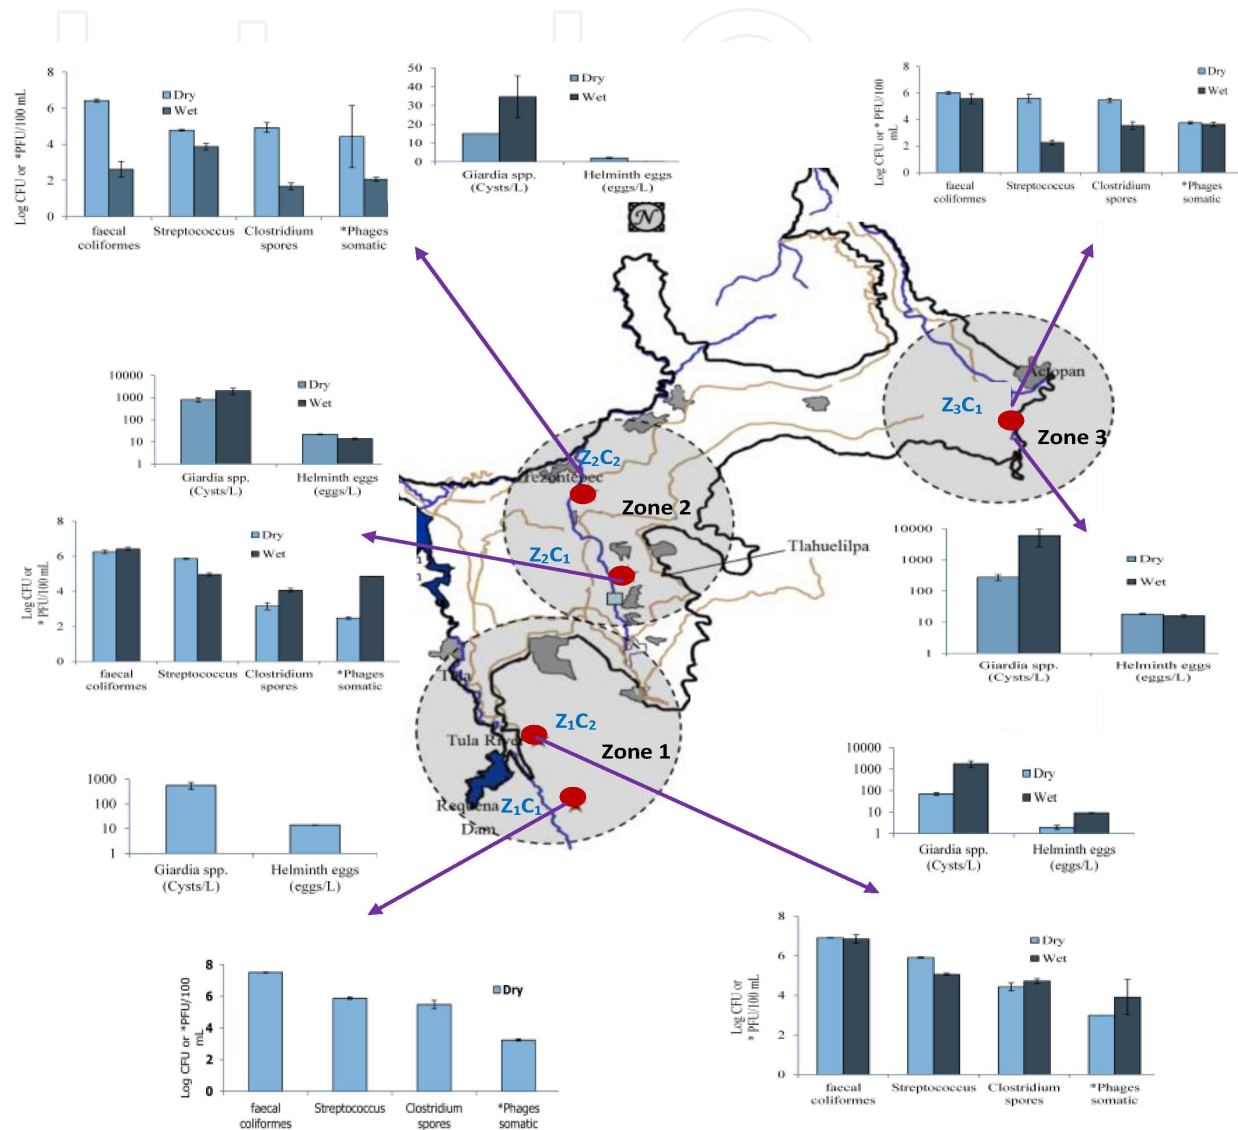 8
6
4
2
0
Log CFU or *PFU/100 mL
Dry
Wet
faecal
coliformes
Streptococcus
Clostridium
spores
*Phages
somatic
50
40
30
20
10
0
Dry
Wet
Giardia spp.
(Cysts/L)
Helminth eggs
(eggs/L)
8
6
4
2
0
Log CFU or * PFU/100
mL
Dry
Wet
faecal
coliformes
Streptococcus
Clostridium
spores
*Phages
somatic
N
10000
1000
100
10
1
Dry
Wet
Giardia spp.
(Cysts/L)
Helminth eggs
(eggs/L)
Actopan
Z3C1
Zone 3
Z2C2
Tezontepec
Zone 2
Z2C1
Tlahuelilpa
8
6
4
2
0
Log CFU or
* PFU/100 mL
Dry
Wet
faecal
coliformes
Streptococcus
Clostridium
spores
*Phages
somatic
10000
1000
100
10
1
Dry
Wet
Giardia spp.
(Cysts/L)
Helminth eggs
(eggs/L)
Tula
Z1C2
Tula River
Zone 1
Requena
Dam
Z1C1
1000
100
10
1
Giardia spp.
(Cysts/L)
Helminth eggs
(eggs/L)
10000
1000
100
10
1
Dry
Wet
Giardia spp.
(Cysts/L)
Helminth eggs
(eggs/L)
8
6
4
2
0
Log CFU or *PFU/100
mL
Dry
faecal
coliformes
Streptococcus
Clostridium
spores
*Phages
somatic
8
6
4
2
0
Log CFU or
* PFU/100 mL
Dry
Wet
faecal
coliformes
Streptococcus
Clostridium
spores
*Phages
somatic